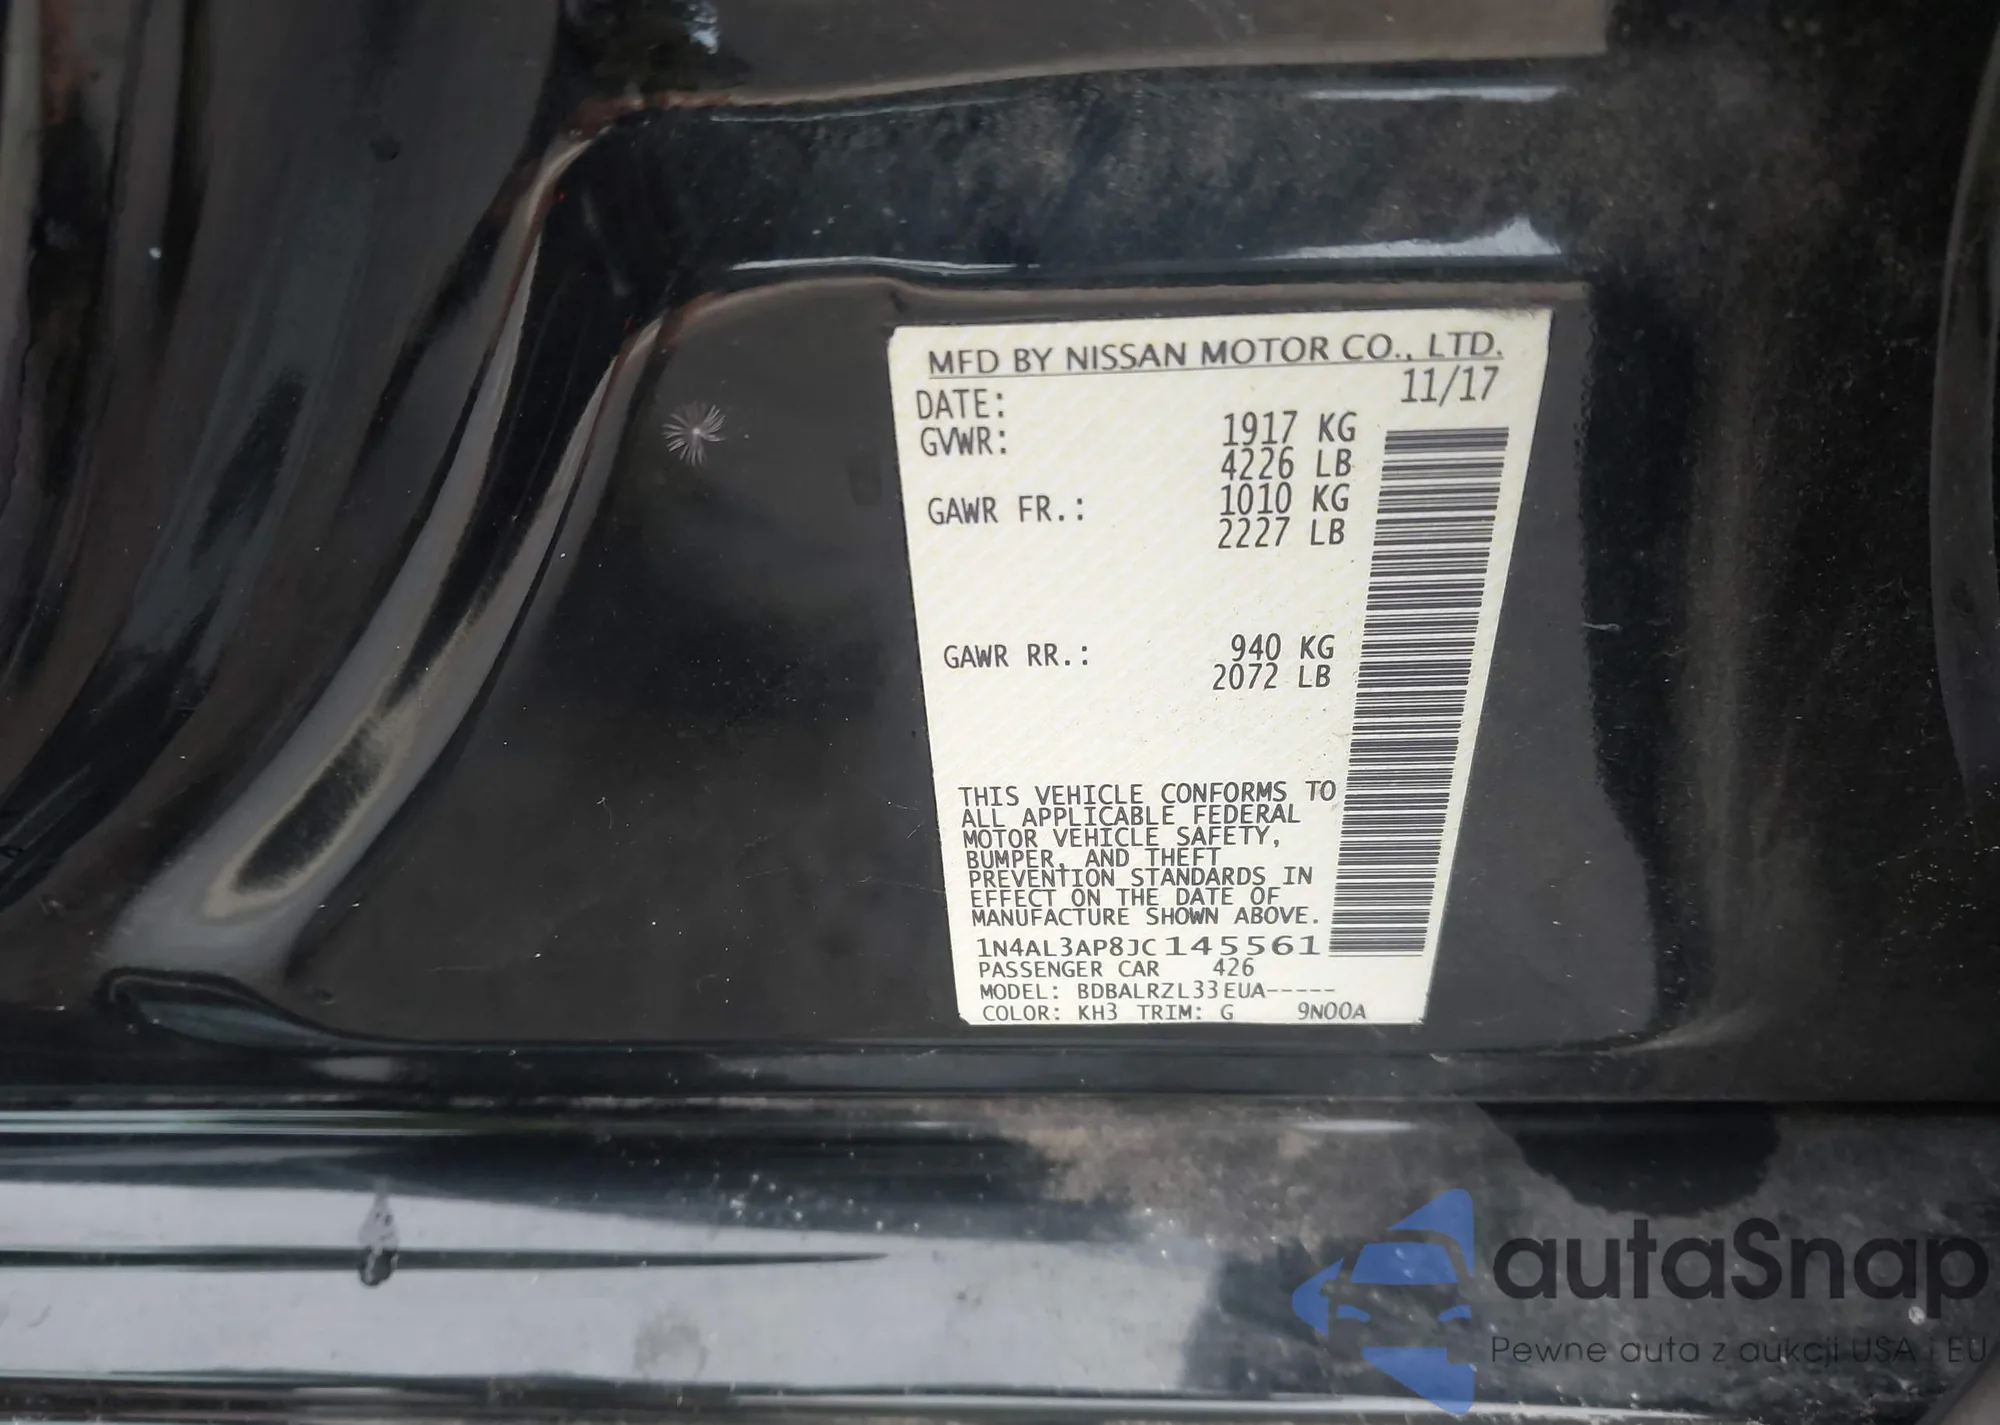 MFD BY NISSAN MOTOR CO., LTD.
DATE: 11/17
GVWR: 1917 KG
4226 LB
GAWR FR.: 1010 KG
2227 LB
GAWR RR.: 940 KG
2072 LB
THIS VEHICLE CONFORMS TO
ALL APPLICABLE FEDERAL
MOTOR VEHICLE SAFETY,
BUMPER, AND THEFT
PREVENTION STANDARDS IN
EFFECT ON THE DATE OF
MANUFACTURE SHOWN ABOVE.
1N4AL3AP8JC145561
PASSENGER CAR 426
MODEL: BDBALRZL33EUA-----
COLOR: KH3 TRIM: G 9N00A
autaSnap
Pewne auta z aukcji USA i EU